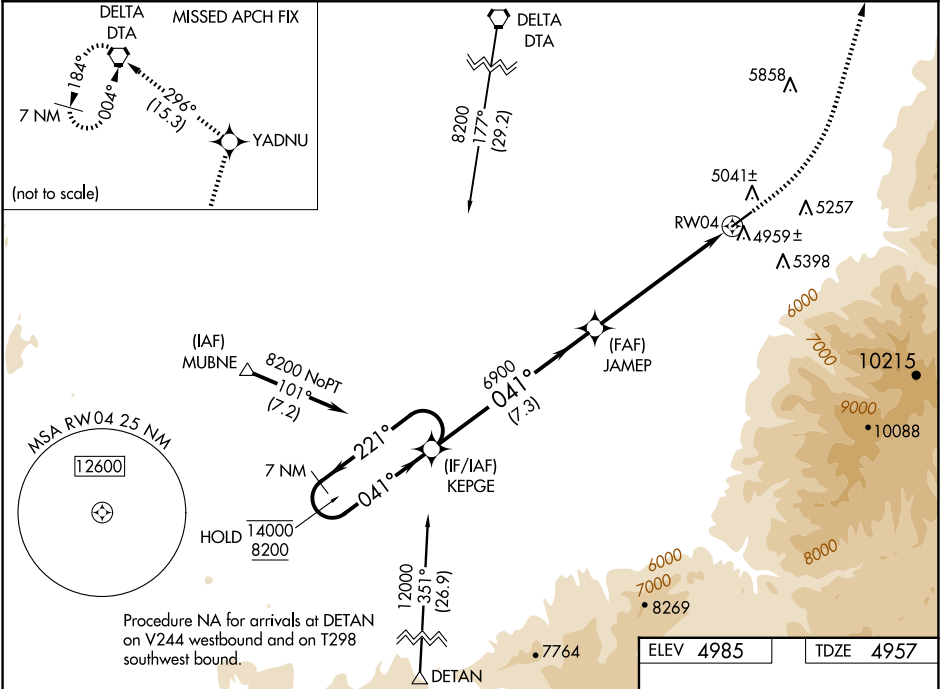 DELTA
DTA
MISSED APCH FIX
184°
004°
7 NM
296°
(15.3)
YADNU
(not to scale)
DELTA
DTA
8200
177°
(29.2)
5858
5041±
RW04
4959±
5257
5398
6000
7000
10215
9000
10088
8000
(FAF)
JAMEP
6900
041°
(7.3)
(IAF)
MUBNE
8200 NoPT
101°
(7.2)
221°
7 NM
041°
(IF/IAF)
KEPGE
HOLD
14000
8200
MSA RW04 25 NM
12600
12000
351°
(26.9)
DETAN
6000
7000
8269
7764
Procedure NA for arrivals at DETAN
on V244 westbound and on T298
southwest bound.
ELEV 4985
TDZE 4957